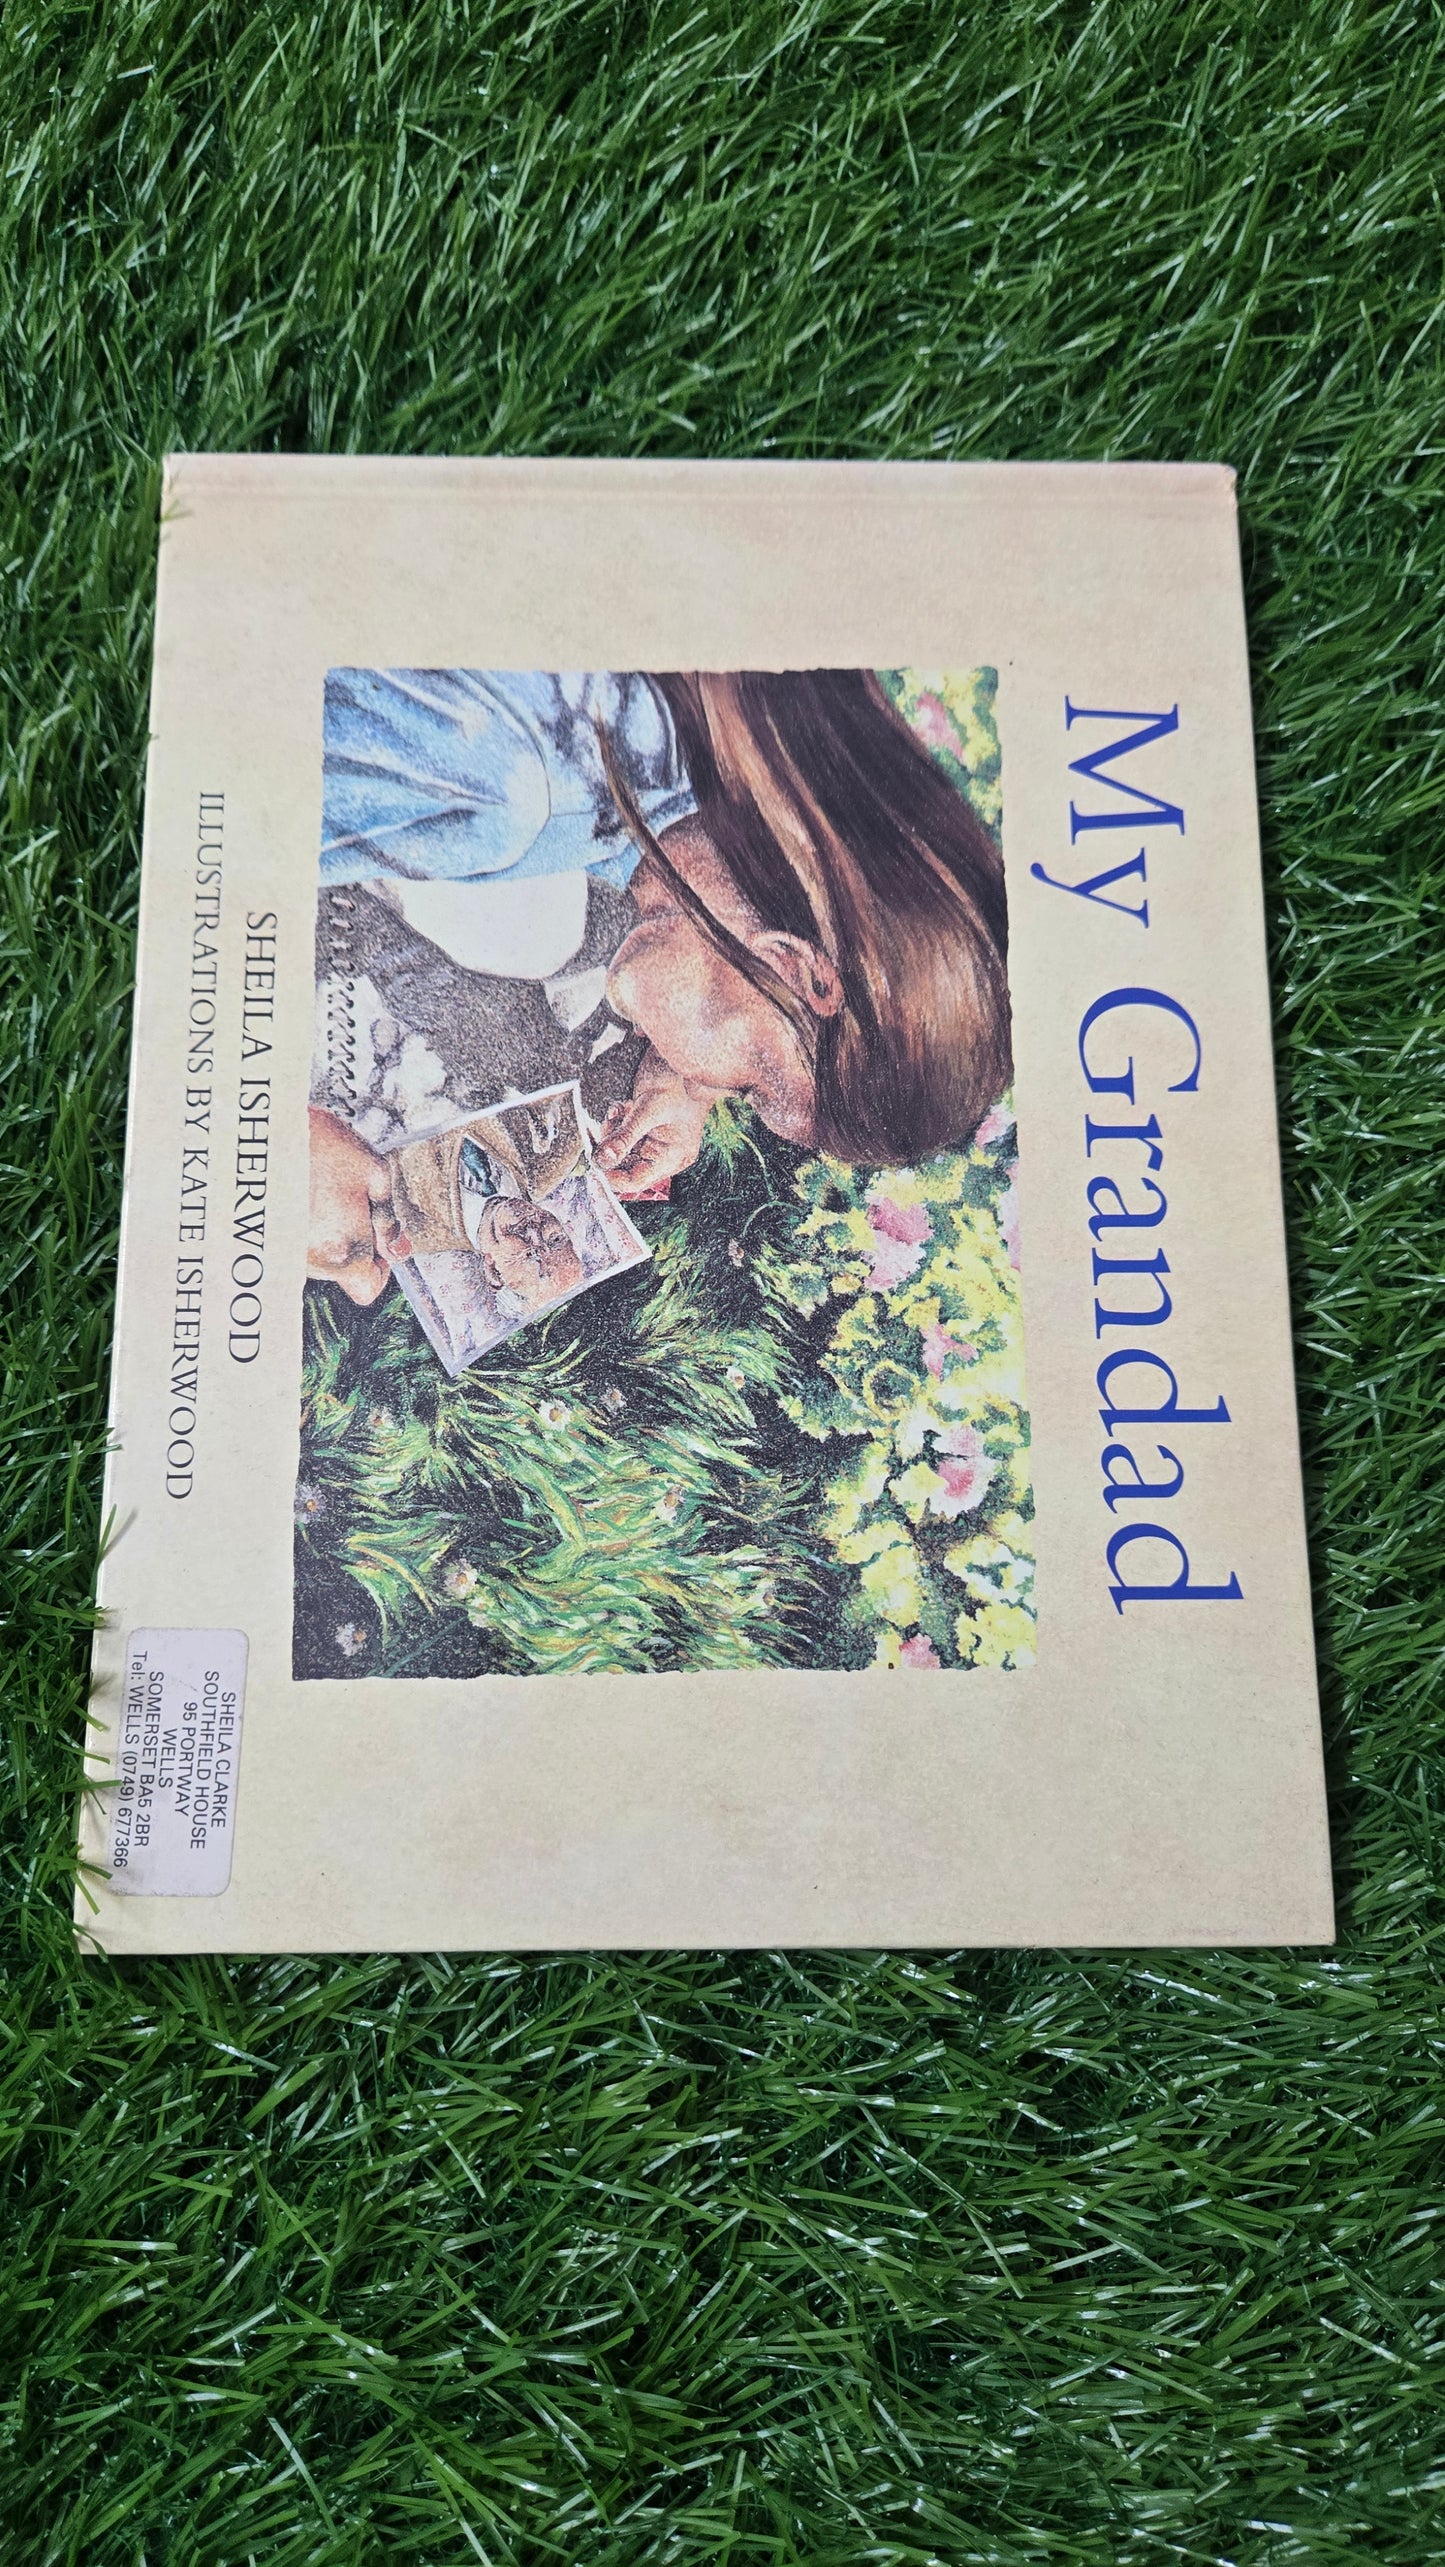 My Grandad
SHEILA ISHERWOOD
ILLUSTRATIONS BY KATE ISHERWOOD
SHEILA CLARKE
SOUTHFIELD HOUSE
95 PORTWAY
WELLS
SOMERSET BA5 2BR
Tel: WELLS (0749) 677366